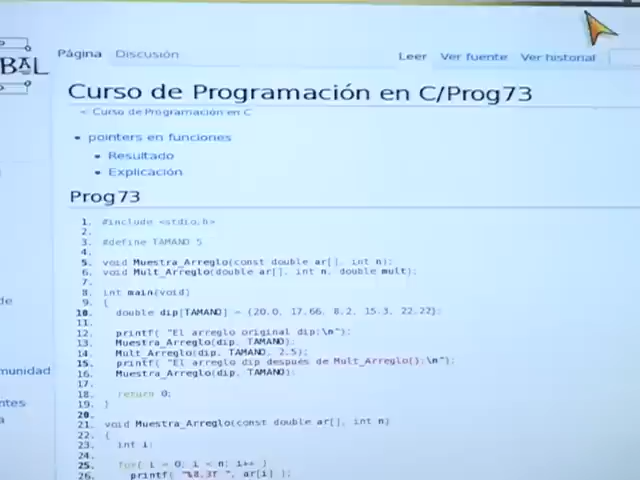 BAL
Página Discusión Leer Ver fuente Ver historial
Curso de Programación en C/Prog73
< Curso de Programación en C
• pointers en funciones
• Resultado
• Explicación
Prog73
1. #include <stdio.h>
2.
3. #define TAMANO 5
4.
5. void Muestra_Arreglo(const double ar[], int n);
6. void Mult_Arreglo(double ar[], int n, double mult);
7.
8. int main(void)
9. {
10. double dip[TAMANO] = {20.0, 17.66, 8.2, 15.3, 22.22};
11.
12. printf( "El arreglo original dip:\n");
13. Muestra_Arreglo(dip, TAMANO);
14. Mult_Arreglo(dip, TAMANO, 2.5);
15. printf( "El arreglo dip después de Mult_Arreglo():\n");
16. Muestra_Arreglo(dip, TAMANO);
17.
18. return 0;
19. }
20.
21. void Muestra_Arreglo(const double ar[], int n)
22. {
23. int i;
24.
25. for( i = 0; i < n; i++ )
26. printf( "%8.3f ", ar[i] );
de
munidad
ntes
a